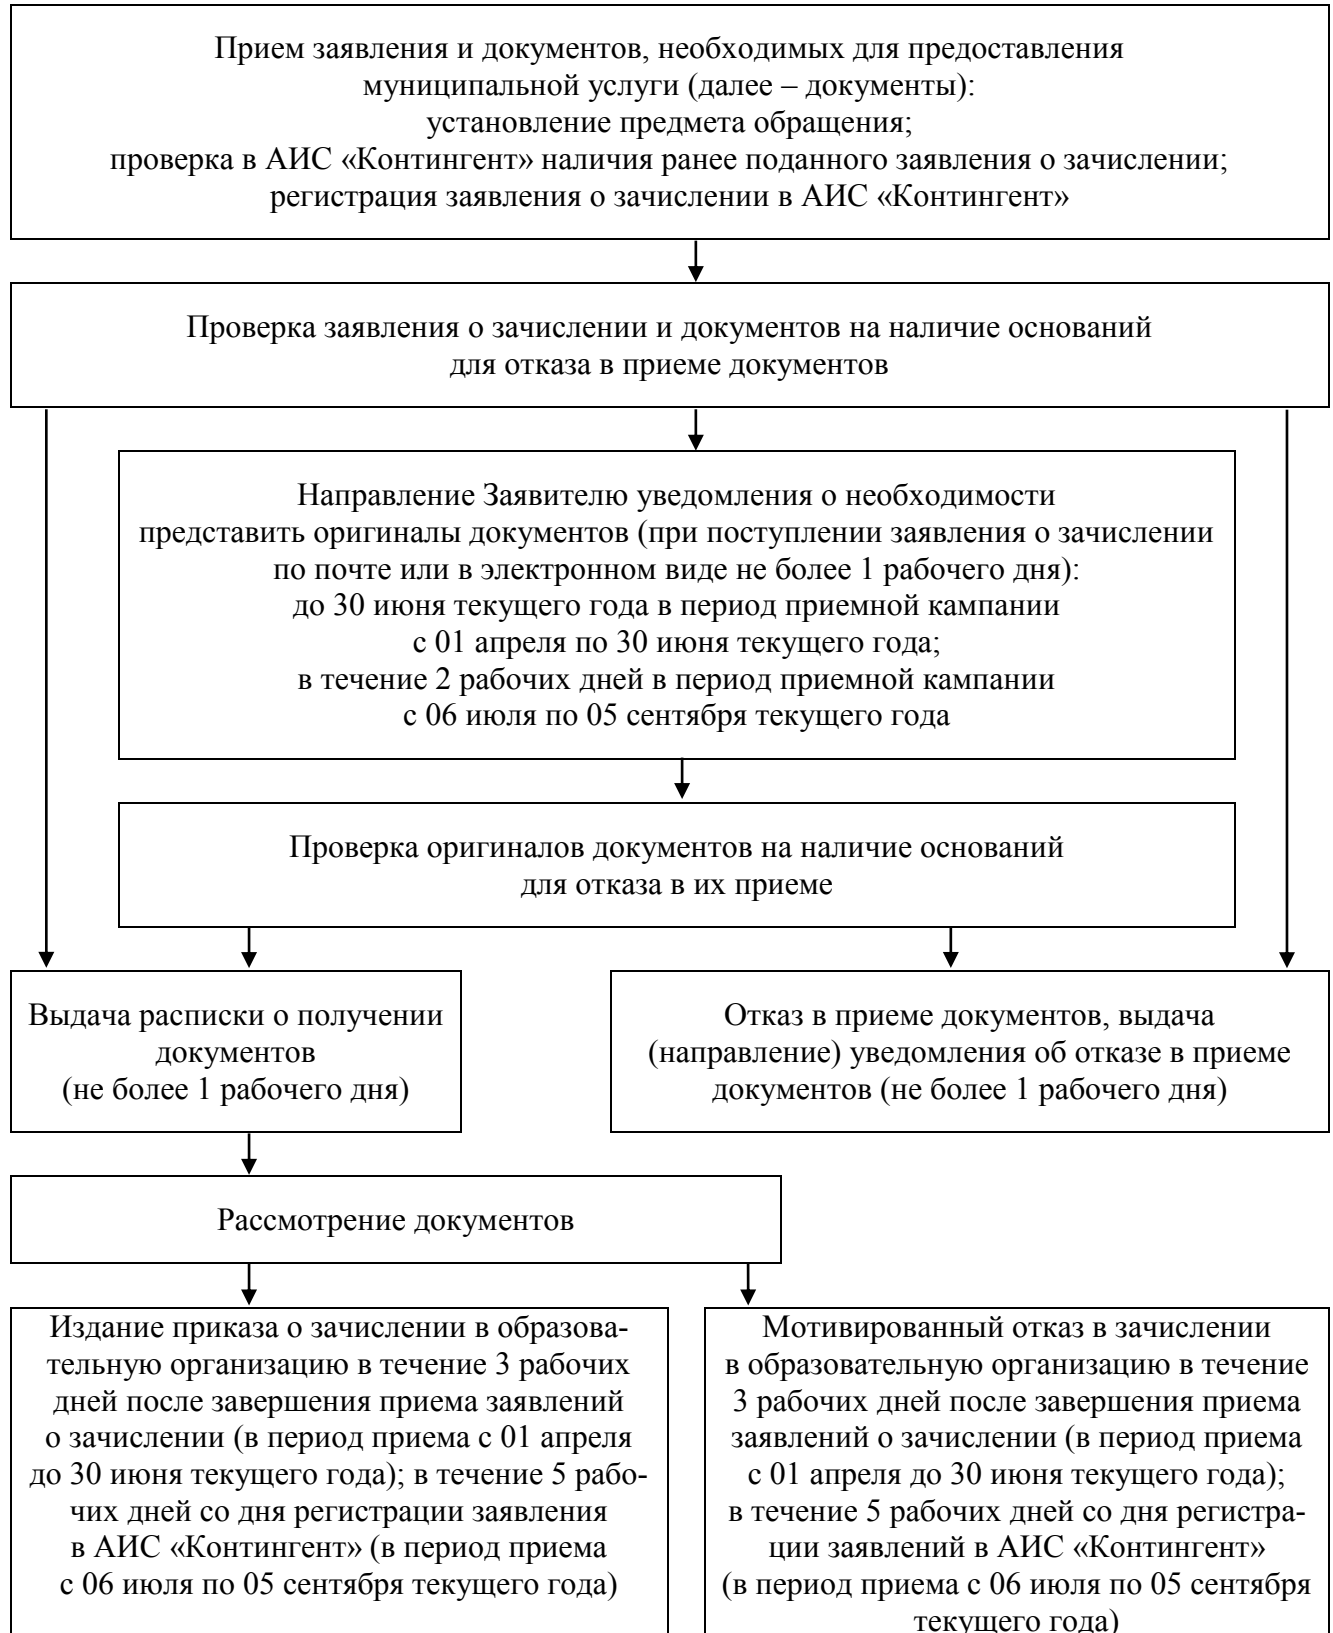 Прием заявления и документов, необходимых для предоставления
муниципальной услуги (далее – документы):
установление предмета обращения;
проверка в АИС «Контингент» наличия ранее поданного заявления о зачислении;
регистрация заявления о зачислении в АИС «Контингент»
Проверка заявления о зачислении и документов на наличие оснований
для отказа в приеме документов
Направление Заявителю уведомления о необходимости
представить оригиналы документов (при поступлении заявления о зачислении
по почте или в электронном виде не более 1 рабочего дня):
до 30 июня текущего года в период приемной кампании
с 01 апреля по 30 июня текущего года;
в течение 2 рабочих дней в период приемной кампании
с 06 июля по 05 сентября текущего года
Проверка оригиналов документов на наличие оснований
для отказа в их приеме
Выдача расписки о получении
документов
(не более 1 рабочего дня)
Отказ в приеме документов, выдача
(направление) уведомления об отказе в приеме
документов (не более 1 рабочего дня)
Рассмотрение документов
Издание приказа о зачислении в образова-
тельную организацию в течение 3 рабочих
дней после завершения приема заявлений
о зачислении (в период приема с 01 апреля
до 30 июня текущего года); в течение 5 рабо-
чих дней со дня регистрации заявления
в АИС «Контингент» (в период приема
с 06 июля по 05 сентября текущего года)
Мотивированный отказ в зачислении
в образовательную организацию в течение
3 рабочих дней после завершения приема
заявлений о зачислении (в период приема
с 01 апреля до 30 июня текущего года);
в течение 5 рабочих дней со дня регистра-
ции заявлений в АИС «Контингент»
(в период приема с 06 июля по 05 сентября
текущего года)